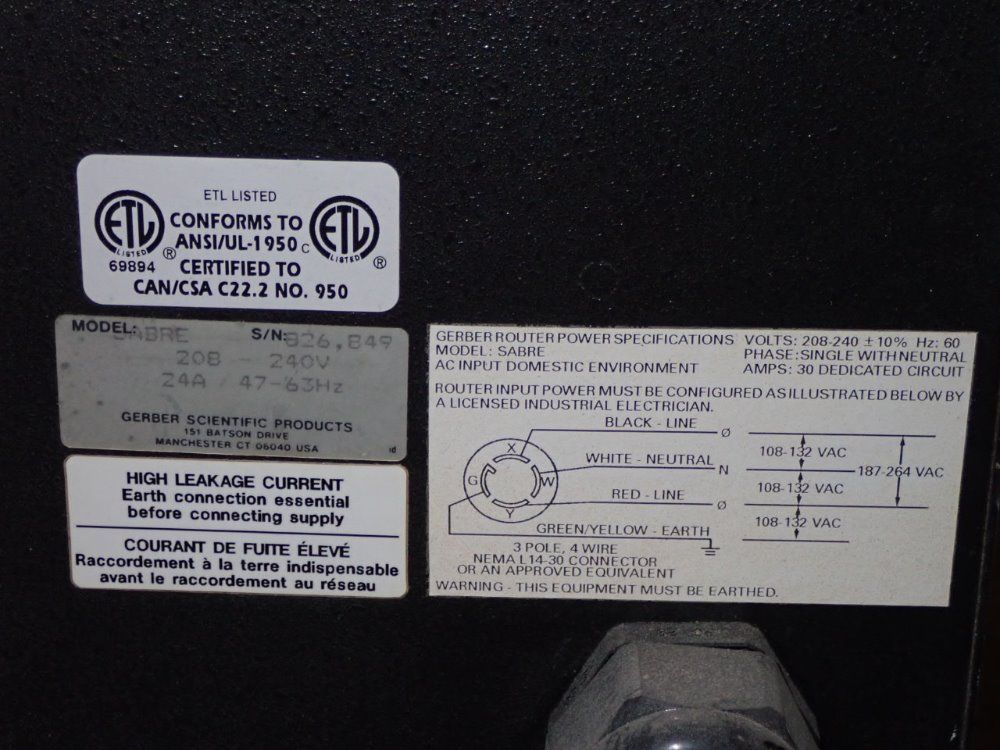 ETL LISTED
ETL LISTED ® CONFORMS TO ANSI/UL-1950 C ETL LISTED ®
69894 CERTIFIED TO
CAN/CSA C22.2 NO. 950
MODEL: SABRE S/N: 826,849
208 - 240V
24A / 47-63Hz
GERBER SCIENTIFIC PRODUCTS
151 BATSON DRIVE
MANCHESTER CT 06040 USA
id
HIGH LEAKAGE CURRENT
Earth connection essential
before connecting supply
COURANT DE FUITE ÉLEVÉ
Raccordement à la terre indispensable
avant le raccordement au réseau
GERBER ROUTER POWER SPECIFICATIONS VOLTS: 208-240 ± 10% Hz: 60
MODEL: SABRE PHASE: SINGLE WITH NEUTRAL
AC INPUT DOMESTIC ENVIRONMENT AMPS: 30 DEDICATED CIRCUIT
ROUTER INPUT POWER MUST BE CONFIGURED AS ILLUSTRATED BELOW BY
A LICENSED INDUSTRIAL ELECTRICIAN.
BLACK - LINE Ø
X
108-132 VAC
WHITE - NEUTRAL N
187-264 VAC
G W
108-132 VAC
RED - LINE Ø
Y
108-132 VAC
GREEN/YELLOW - EARTH
3 POLE, 4 WIRE
NEMA L14-30 CONNECTOR
OR AN APPROVED EQUIVALENT
WARNING - THIS EQUIPMENT MUST BE EARTHED.